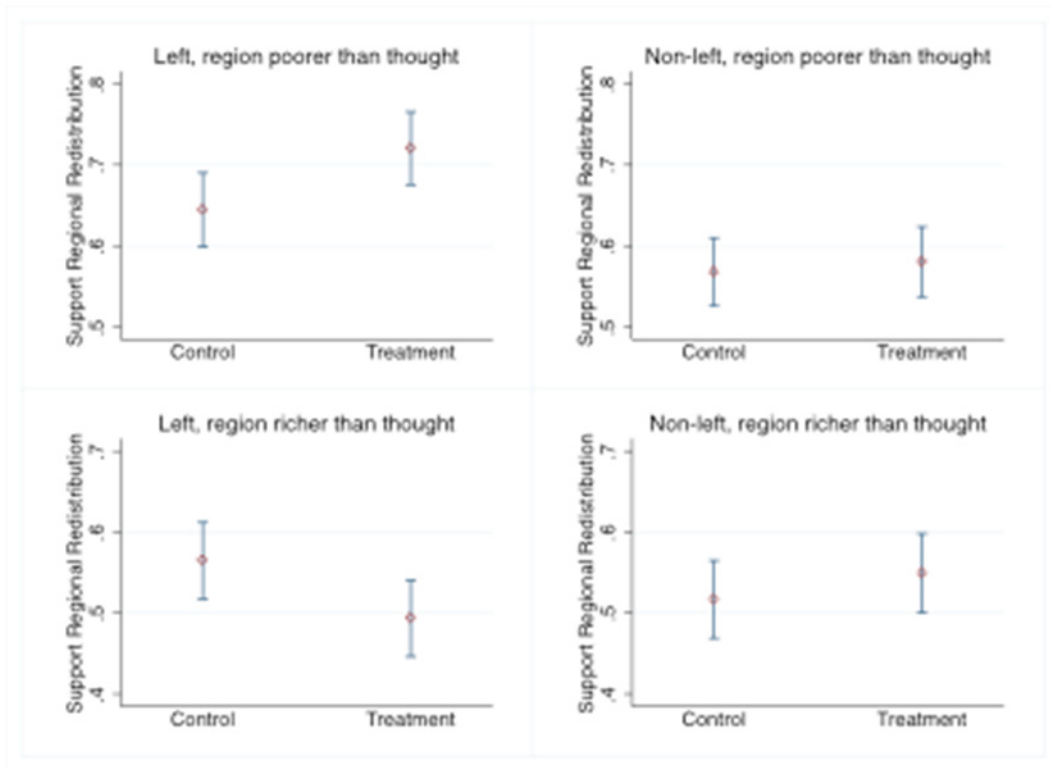 Left, region poorer than thought
Support Regional Redistribution
.8
.7
.6
.5
Control Treatment
Non-left, region poorer than thought
Support Regional Redistribution
.8
.7
.6
.5
Control Treatment
Left, region richer than thought
Support Regional Redistribution
.7
.6
.5
.4
Control Treatment
Non-left, region richer than thought
Support Regional Redistribution
.7
.6
.5
.4
Control Treatment